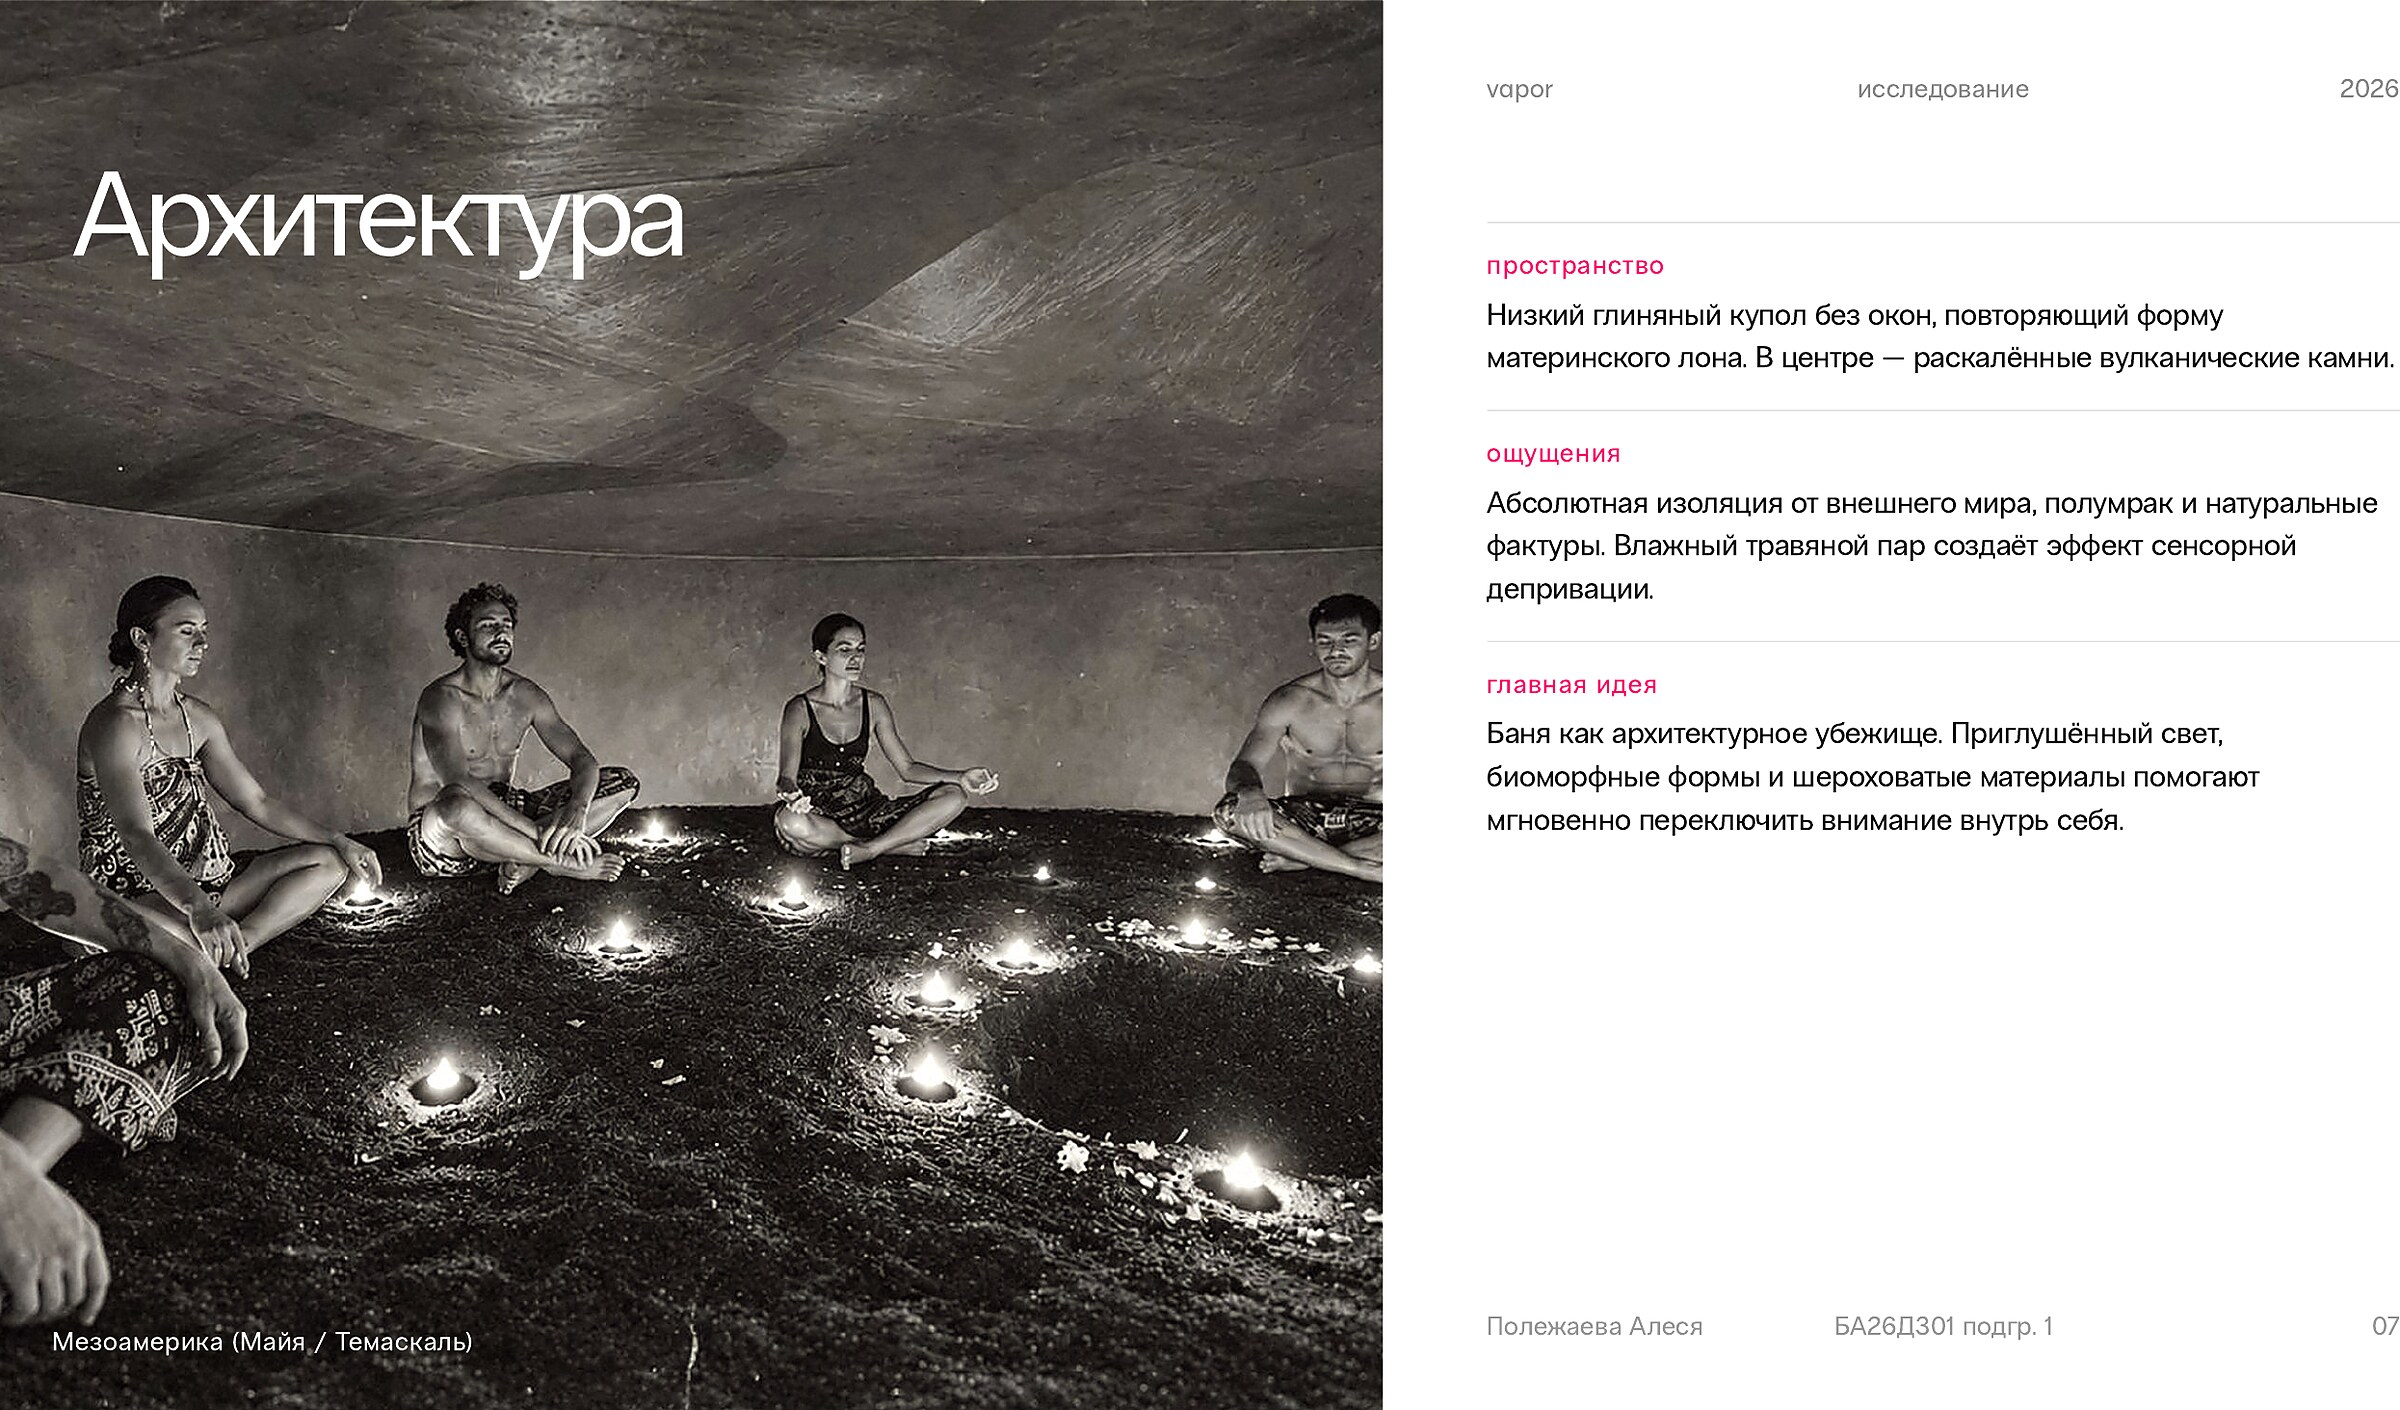 Архитектура
Мезоамерика (Майя / Темаскаль)
vapor
исследование
2026
пространство
Низкий глиняный купол без окон, повторяющий форму
материнского лона. В центре — раскалённые вулканические камни.
ощущения
Абсолютная изоляция от внешнего мира, полумрак и натуральные
фактуры. Влажный травяной пар создаёт эффект сенсорной
депривации.
главная идея
Баня как архитектурное убежище. Приглушённый свет,
биоморфные формы и шероховатые материалы помогают
мгновенно переключить внимание внутрь себя.
Полежаева Алеся
БА26Д301 подгр. 1
07